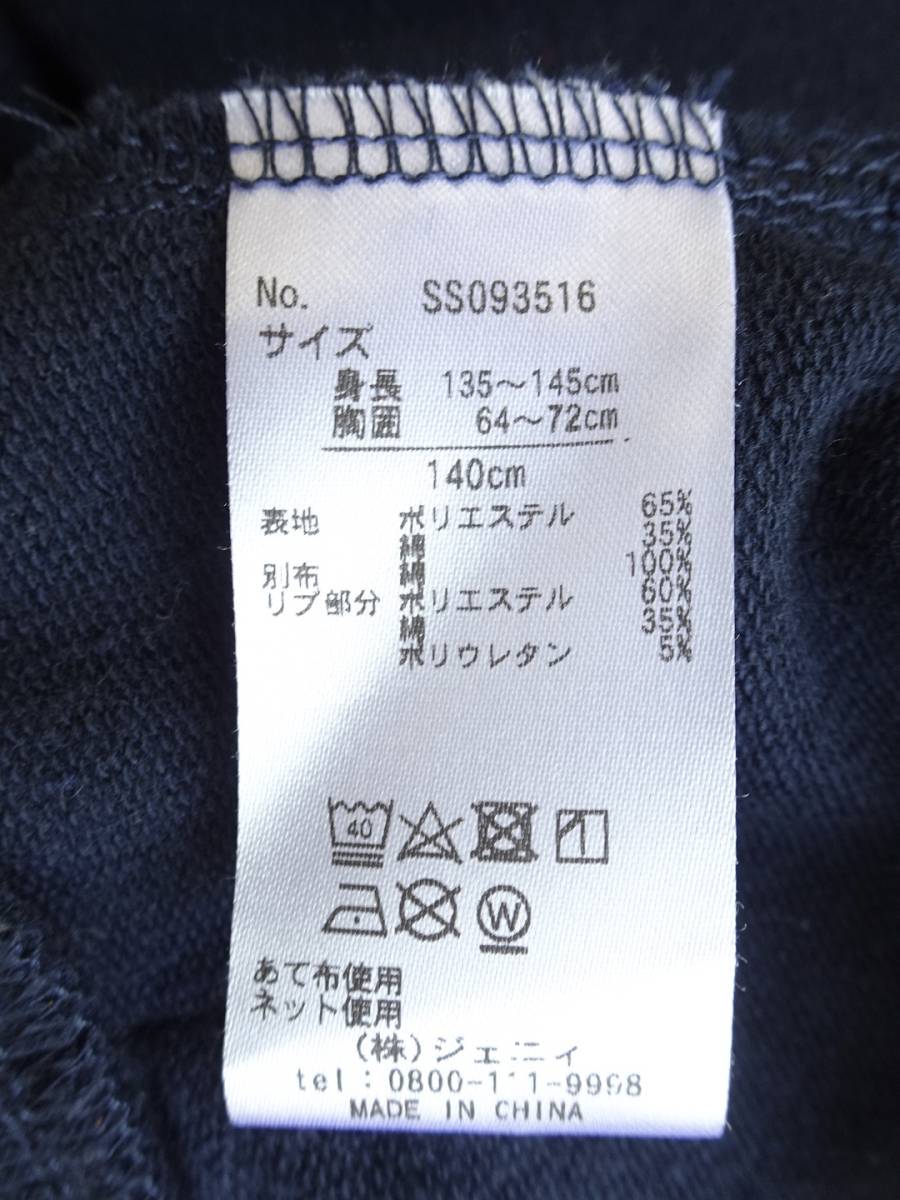 No. SS093516
サイズ
身長 135～145cm
胸囲 64～72cm
140cm
表地 ポリエステル 65%
綿 35%
別布 綿 100%
リブ部分 ポリエステル 60%
綿 35%
ポリウレタン 5%
40
W
あて布使用
ネット使用
(株)ジェニィ
tel：0800-111-9998
MADE IN CHINA